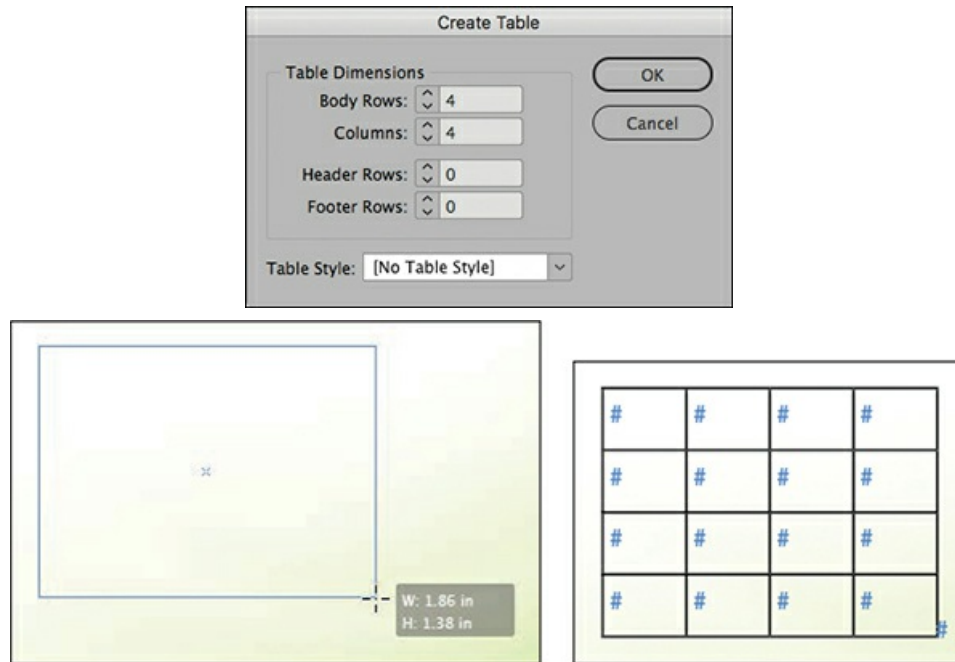 Create Table
Table Dimensions
Body Rows: 4
Columns: 4
Header Rows: 0
Footer Rows: 0
Table Style: [No Table Style]
OK
Cancel
W: 1.86 in
H: 1.38 in
# # # #
# # # #
# # # #
# # # #
#